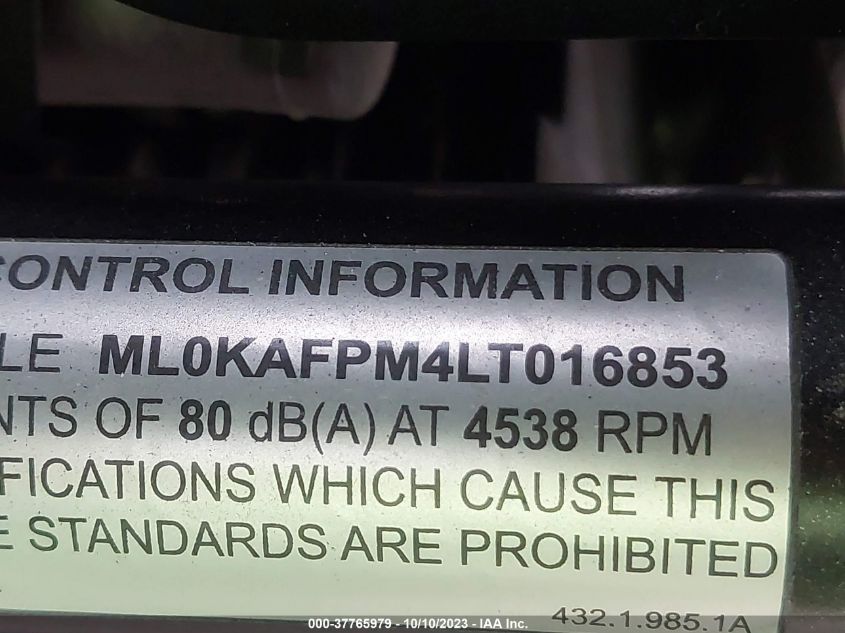 CONTROL INFORMATION
LE ML0KAFPM4LT016853
NTS OF 80 dB(A) AT 4538 RPM
FICATIONS WHICH CAUSE THIS
E STANDARDS ARE PROHIBITED
432.1.985.1A
000-37765979 - 10/10/2023 - IAA Inc.